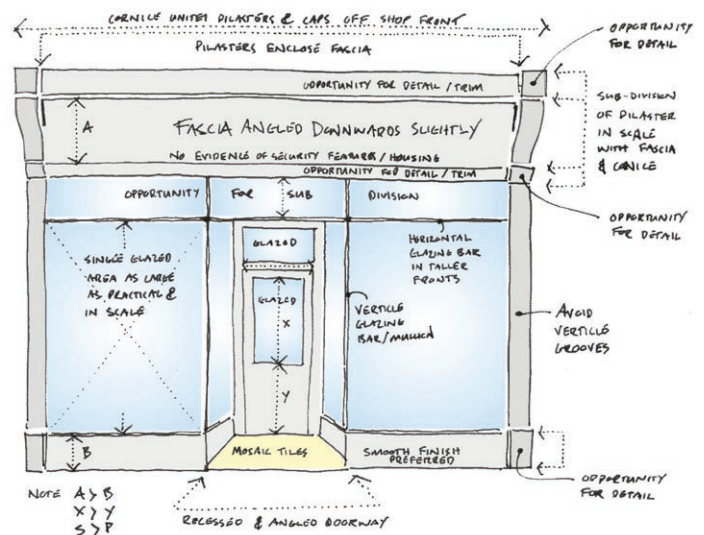 CORNICE UNITES PILASTERS & CAPS OFF SHOP FRONT
PILASTERS ENCLOSE FASCIA
OPPORTUNITY
FOR DETAIL
OPPORTUNITY FOR DETAIL / TRIM
A
FASCIA ANGLED DOWNWARDS SLIGHTLY
SUB-DIVISION
OF PILASTER
IN SCALE
WITH FASCIA
& CONICE
NO EVIDENCE OF SECURITY FEATURES / HOUSING
OPPORTUNITY FOR DETAIL / TRIM
OPPORTUNITY FOR SUB DIVISION
OPPORTUNITY
FOR DETAIL
SINGLE GLAZED
AREA AS LARGE
AS PRACTICAL &
IN SCALE
GLAZED
HORIZONTAL
GLAZING BAR
IN TALLER
FRONTS
GLAZED
X
VERTICLE
GLAZING
BAR/MULLION
AVOID
VERTICLE
GROOVES
Y
B
MOSAIC TILES
SMOOTH FINISH
PREFERRED
OPPORTUNITY
FOR DETAIL
NOTE A > B
X > Y
S > P
RECESSED & ANGLED DOORWAY